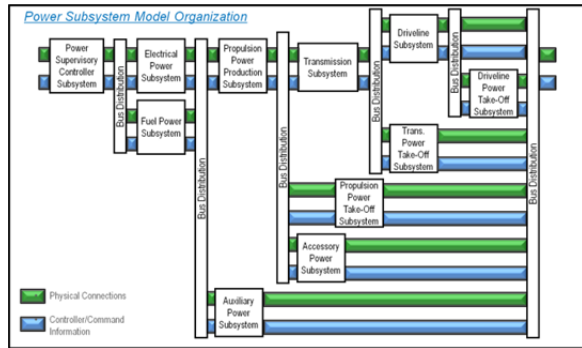 Power Subsystem Model Organization
Power
Supervisory
Controller
Subsystem
Bus Distribution
Electrical
Power
Subsystem
Fuel Power
Subsystem
Bus Distribution
Propulsion
Power
Production
Subsystem
Bus Distribution
Transmission
Subsystem
Bus Distribution
Driveline
Subsystem
Bus Distribution
Driveline
Power
Take-Off
Subsystem
Bus Distribution
Trans.
Power
Take-Off
Subsystem
Propulsion
Power
Take-Off
Subsystem
Accessory
Power
Subsystem
Auxiliary
Power
Subsystem
Physical Connections
Controller/Command
Information